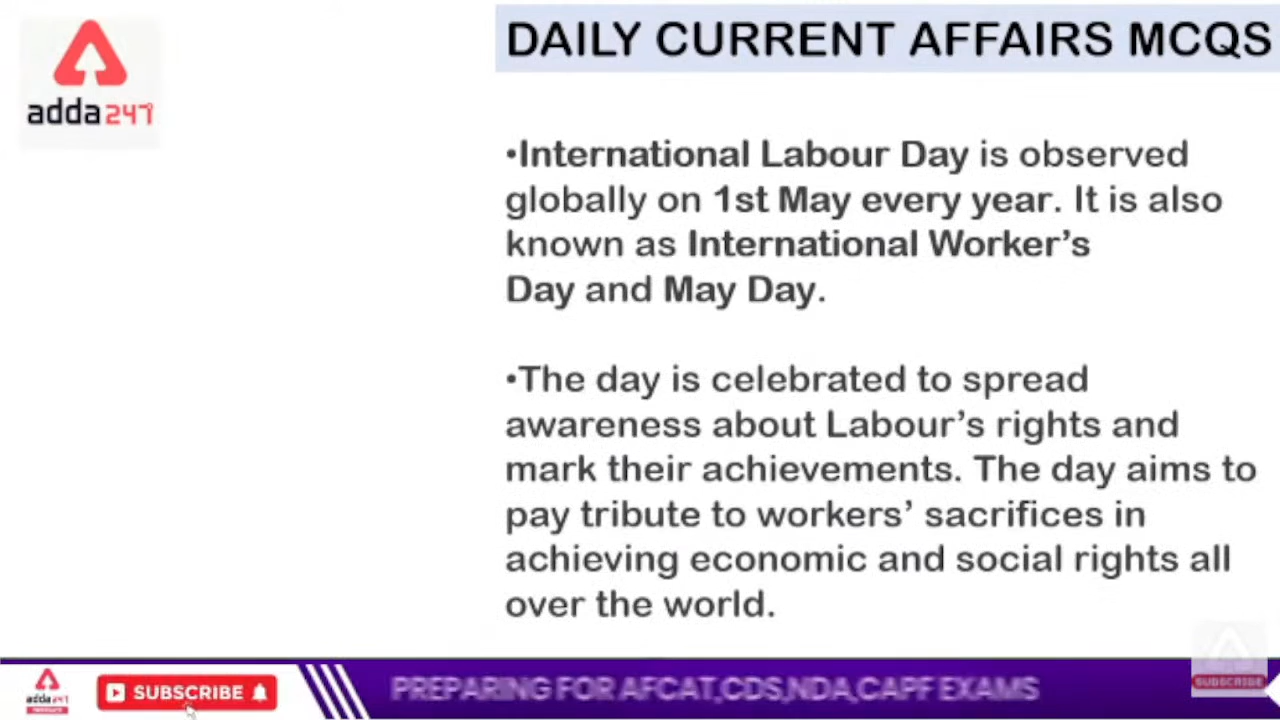 DAILY CURRENT AFFAIRS MCQS
adda247
•International Labour Day is observed
globally on 1st May every year. It is also
known as International Worker's
Day and May Day.
•The day is celebrated to spread
awareness about Labour's rights and
mark their achievements. The day aims to
pay tribute to workers' sacrifices in
achieving economic and social rights all
over the world.
adda247
SUBSCRIBE
PREPARING FOR AFCAT,CDS,NDA,CAPF EXAMS
SUBSCRIBE